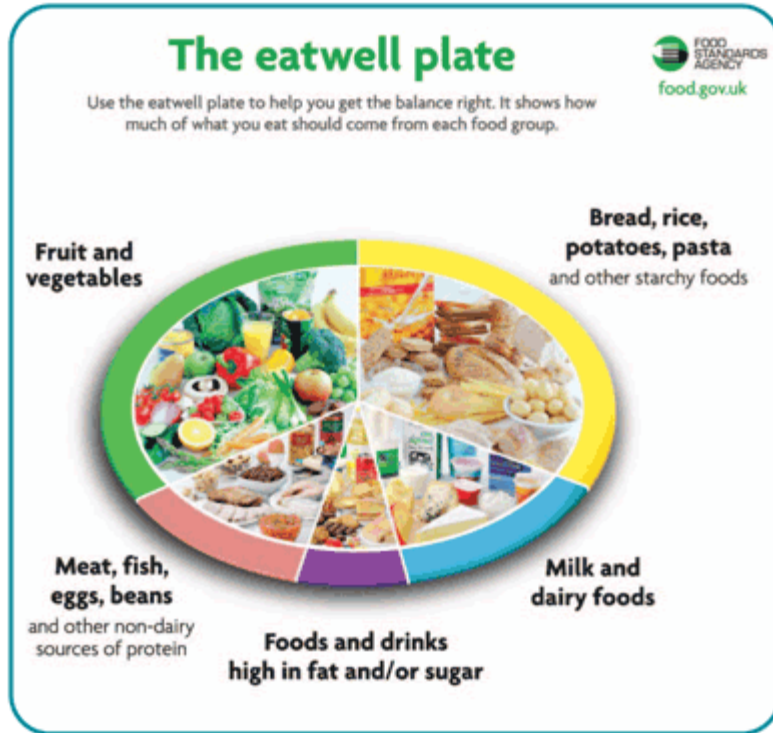 The eatwell plate
Use the eatwell plate to help you get the balance right. It shows how
much of what you eat should come from each food group.
FOOD
STANDARDS
AGENCY
food.gov.uk
Fruit and
vegetables
Bread, rice,
potatoes, pasta
and other starchy foods
Meat, fish,
eggs, beans
and other non-dairy
sources of protein
Foods and drinks
high in fat and/or sugar
Milk and
dairy foods